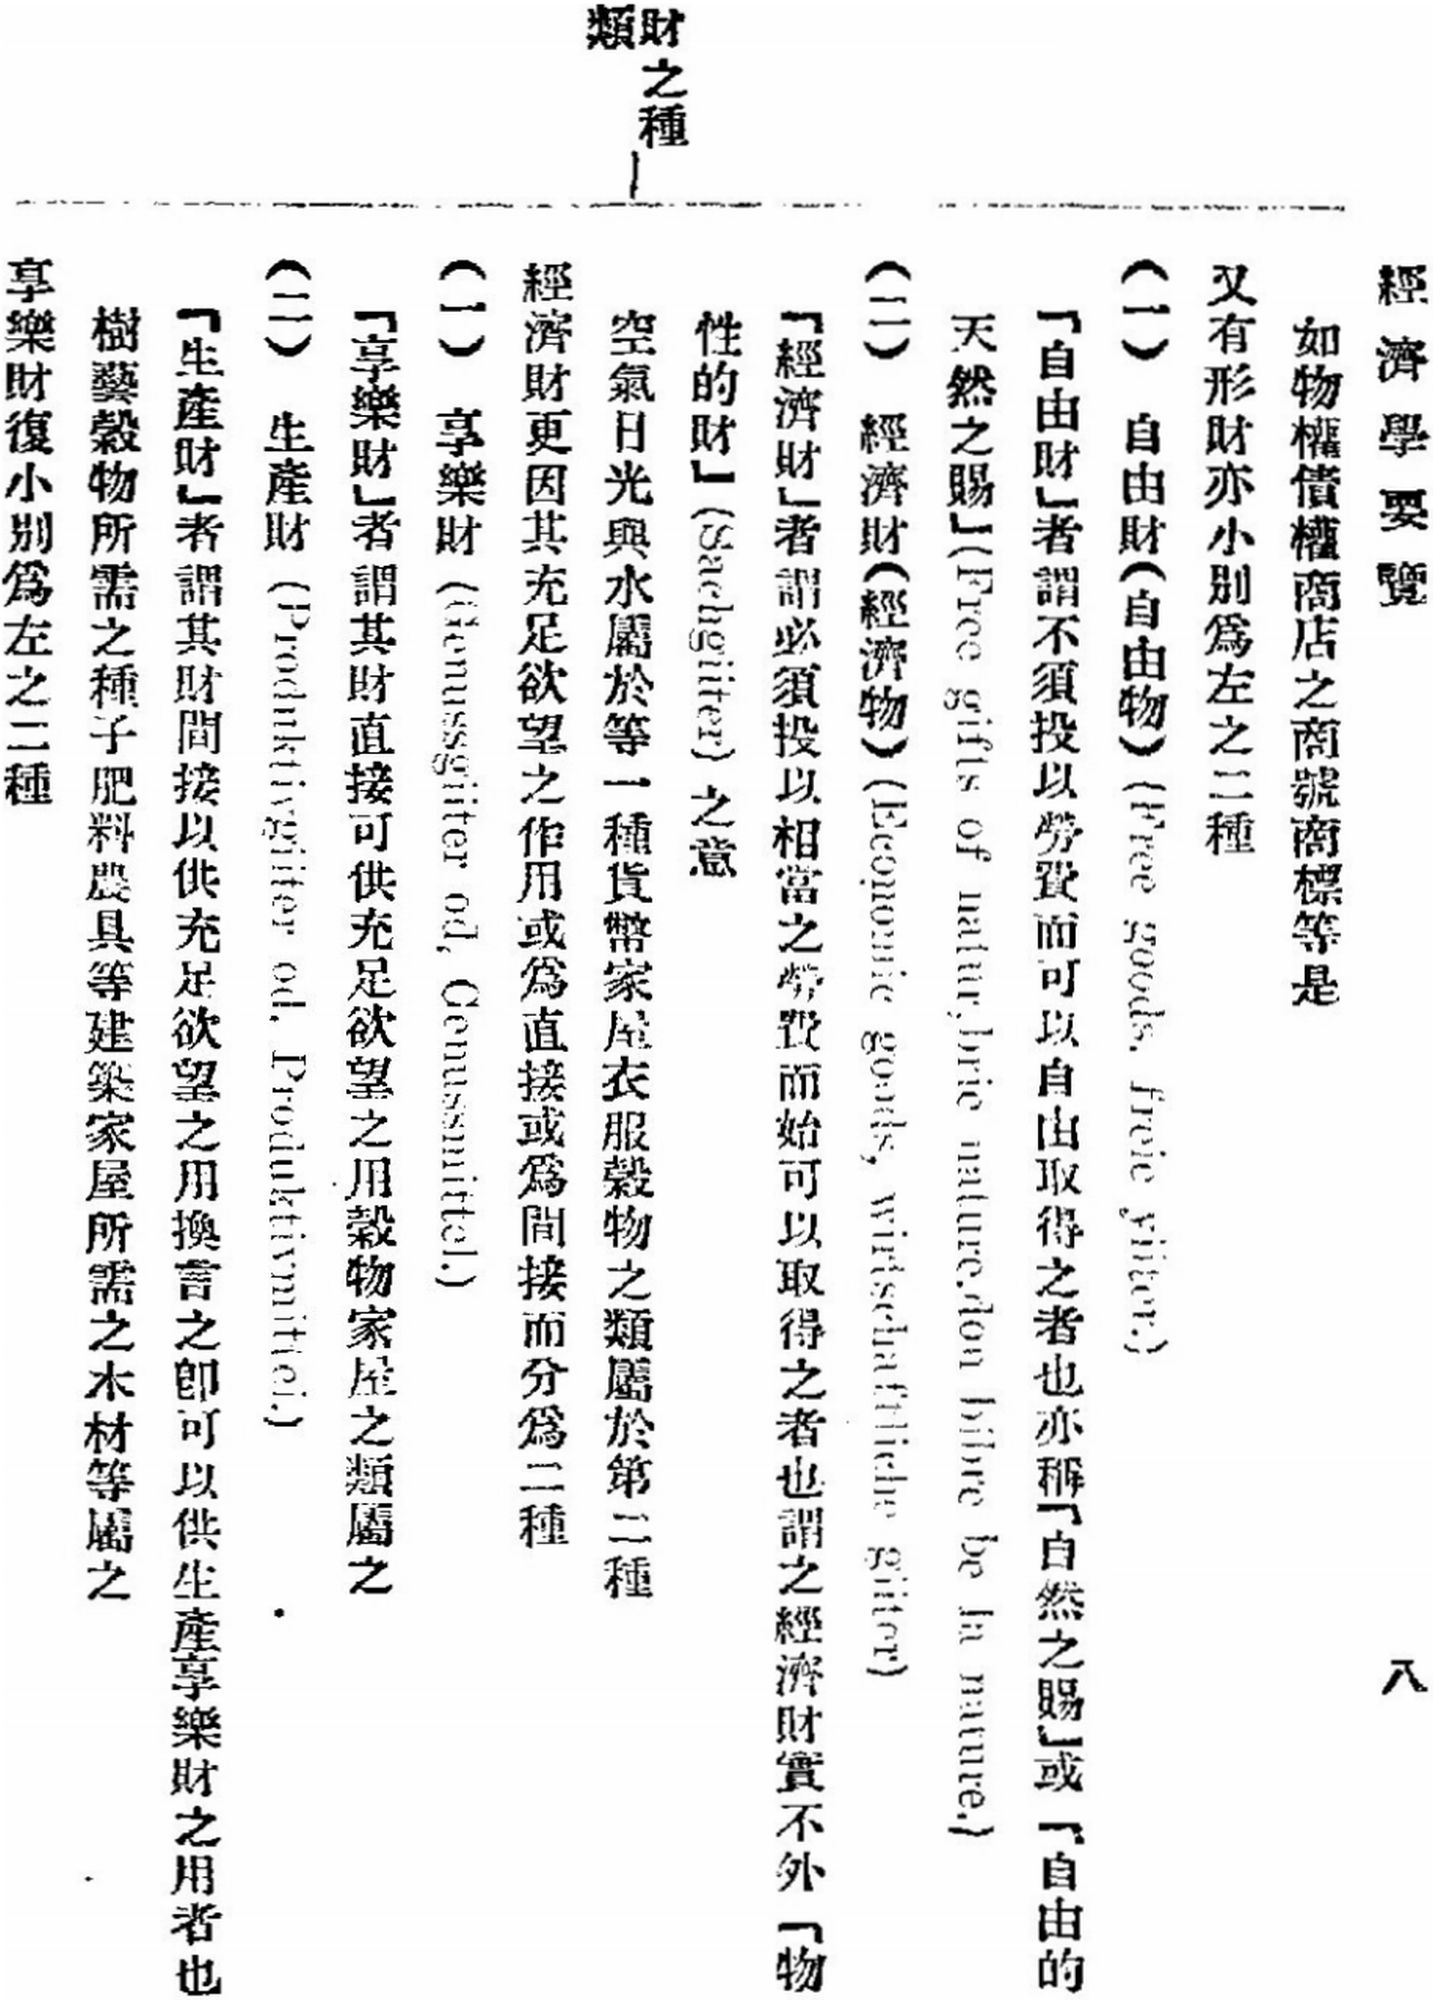 經濟學要覽
八
財之種
類
如物權債權商店之商號商標等是
又有形財亦小別爲左之二種
(一) 自由財(自由物)(Free goods. freie güter.)
『自由財』者謂不須投以勞費而可以自由取得之者也亦稱『自然之賜』或『自由的
天然之賜』(Free gifts of natur,brie nature.don bibre be la nature.)
(二) 經濟財(經濟物)(Economic goods, wirtschaftliche güter)
『經濟財』者謂必須投以相當之勞費而始可以取得之者也謂之經濟財實不外『物
性的財』(Sachgüter)之意
空氣日光與水屬於等一種貨幣家屋衣服穀物之類屬於第二種
經濟財更因其充足欲望之作用或爲直接或爲間接而分爲二種
(一) 享樂財(Genussgüter od. Genussmittel.)
『享樂財』者謂其財直接可供充足欲望之用穀物家屋之類屬之
(二) 生產財(Produktivgüter od. Produktivmittel.)
『生產財』者謂其財間接以供充足欲望之用換言之卽可以供生產享樂財之用者也
樹藝穀物所需之種子肥料農具等建築家屋所需之木材等屬之
享樂財復小別爲左之二種